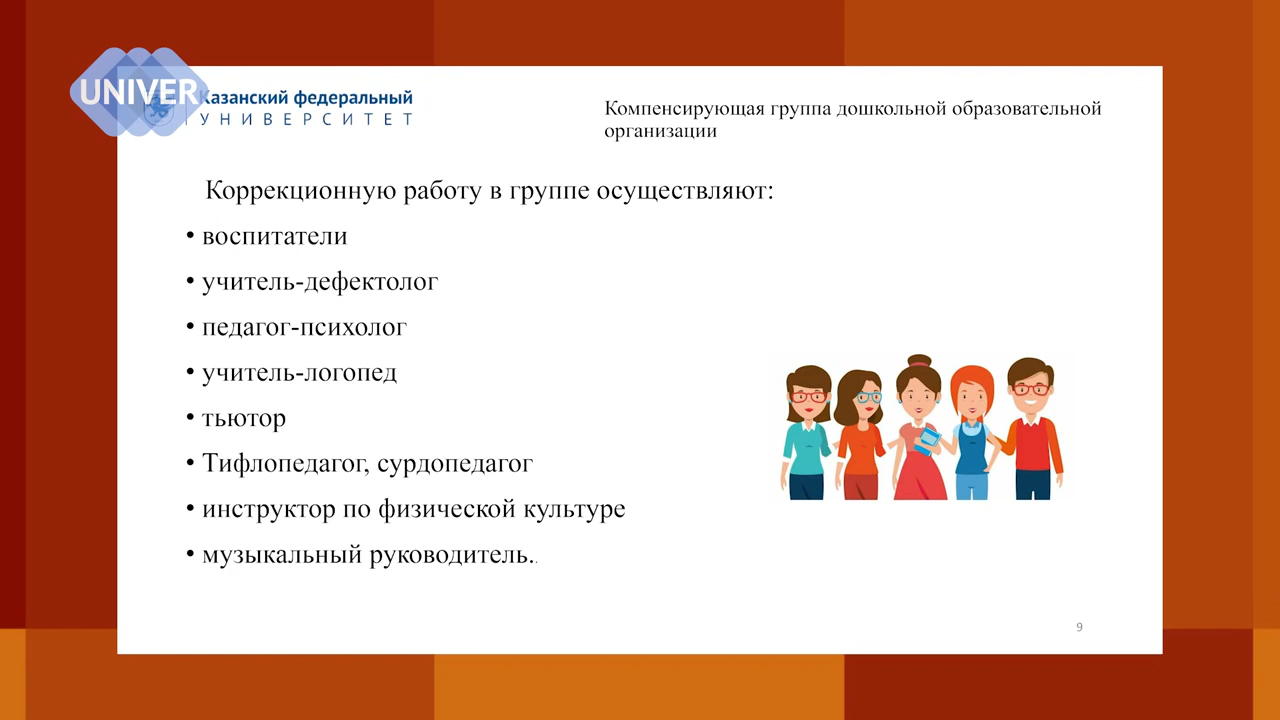 UNIVER
Казанский федеральный
УНИВЕРСИТЕТ
Компенсирующая группа дошкольной образовательной
организации
Коррекционную работу в группе осуществляют:
• воспитатели
• учитель-дефектолог
• педагог-психолог
• учитель-логопед
• тьютор
• Тифлопедагог, сурдопедагог
• инструктор по физической культуре
• музыкальный руководитель..
9